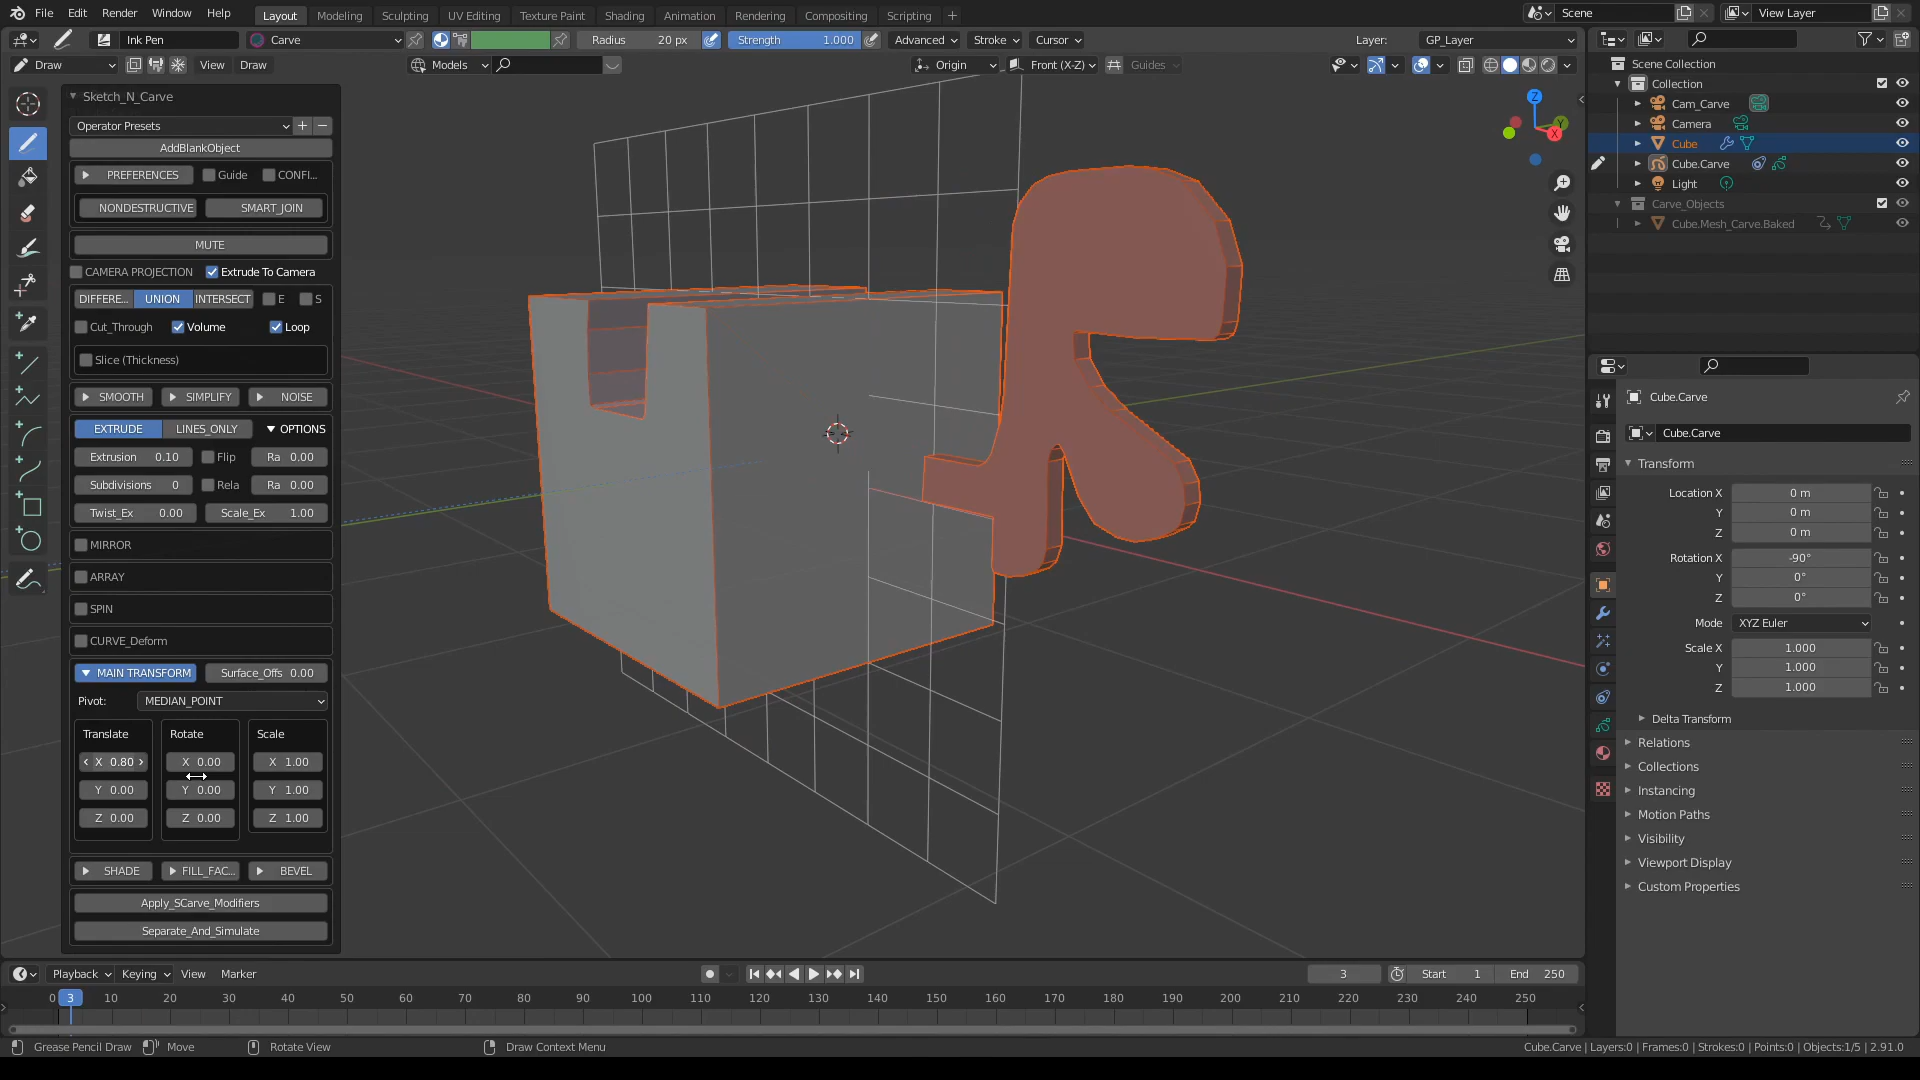 File Edit Render Window Help Layout Modeling Sculpting UV Editing Texture Paint Shading Animation Rendering Compositing Scripting + Scene View Layer
Ink Pen Carve Radius 20 px Strength 1.000 Advanced Stroke Cursor Layer: GP_Layer
Draw View Draw Models Origin Front (X-Z) Guides
Sketch_N_Carve
Operator Presets + −
AddBlankObject
PREFERENCES Guide CONFI...
NONDESTRUCTIVE SMART_JOIN
MUTE
CAMERA PROJECTION Extrude To Camera
DIFFERE... UNION INTERSECT E S
Cut_Through Volume Loop
Slice (Thickness)
SMOOTH SIMPLIFY NOISE
EXTRUDE LINES_ONLY OPTIONS
Extrusion 0.10 Flip Ra 0.00
Subdivisions 0 Rela Ra 0.00
Twist_Ex 0.00 Scale_Ex 1.00
MIRROR
ARRAY
SPIN
CURVE_Deform
MAIN TRANSFORM Surface_Offs 0.00
Pivot: MEDIAN_POINT
Translate Rotate Scale
X 0.80 X 0.00 X 1.00
Y 0.00 Y 0.00 Y 1.00
Z 0.00 Z 0.00 Z 1.00
SHADE FILL_FAC... BEVEL
Apply_SCarve_Modifiers
Separate_And_Simulate
Z Y X
Scene Collection
Collection
Cam_Carve
Camera
Cube
Cube.Carve
Light
Carve_Objects
Cube.Mesh_Carve.Baked
Cube.Carve
Cube.Carve
Transform
Location X 0 m
Y 0 m
Z 0 m
Rotation X -90°
Y 0°
Z 0°
Mode XYZ Euler
Scale X 1.000
Y 1.000
Z 1.000
Delta Transform
Relations
Collections
Instancing
Motion Paths
Visibility
Viewport Display
Custom Properties
Playback Keying View Marker 3 Start 1 End 250
0 3 10 20 30 40 50 60 70 80 90 100 110 120 130 140 150 160 170 180 190 200 210 220 230 240 250
Grease Pencil Draw Move Rotate View Draw Context Menu Cube.Carve | Layers:0 | Frames:0 | Strokes:0 | Points:0 | Objects:1/5 | 2.91.0